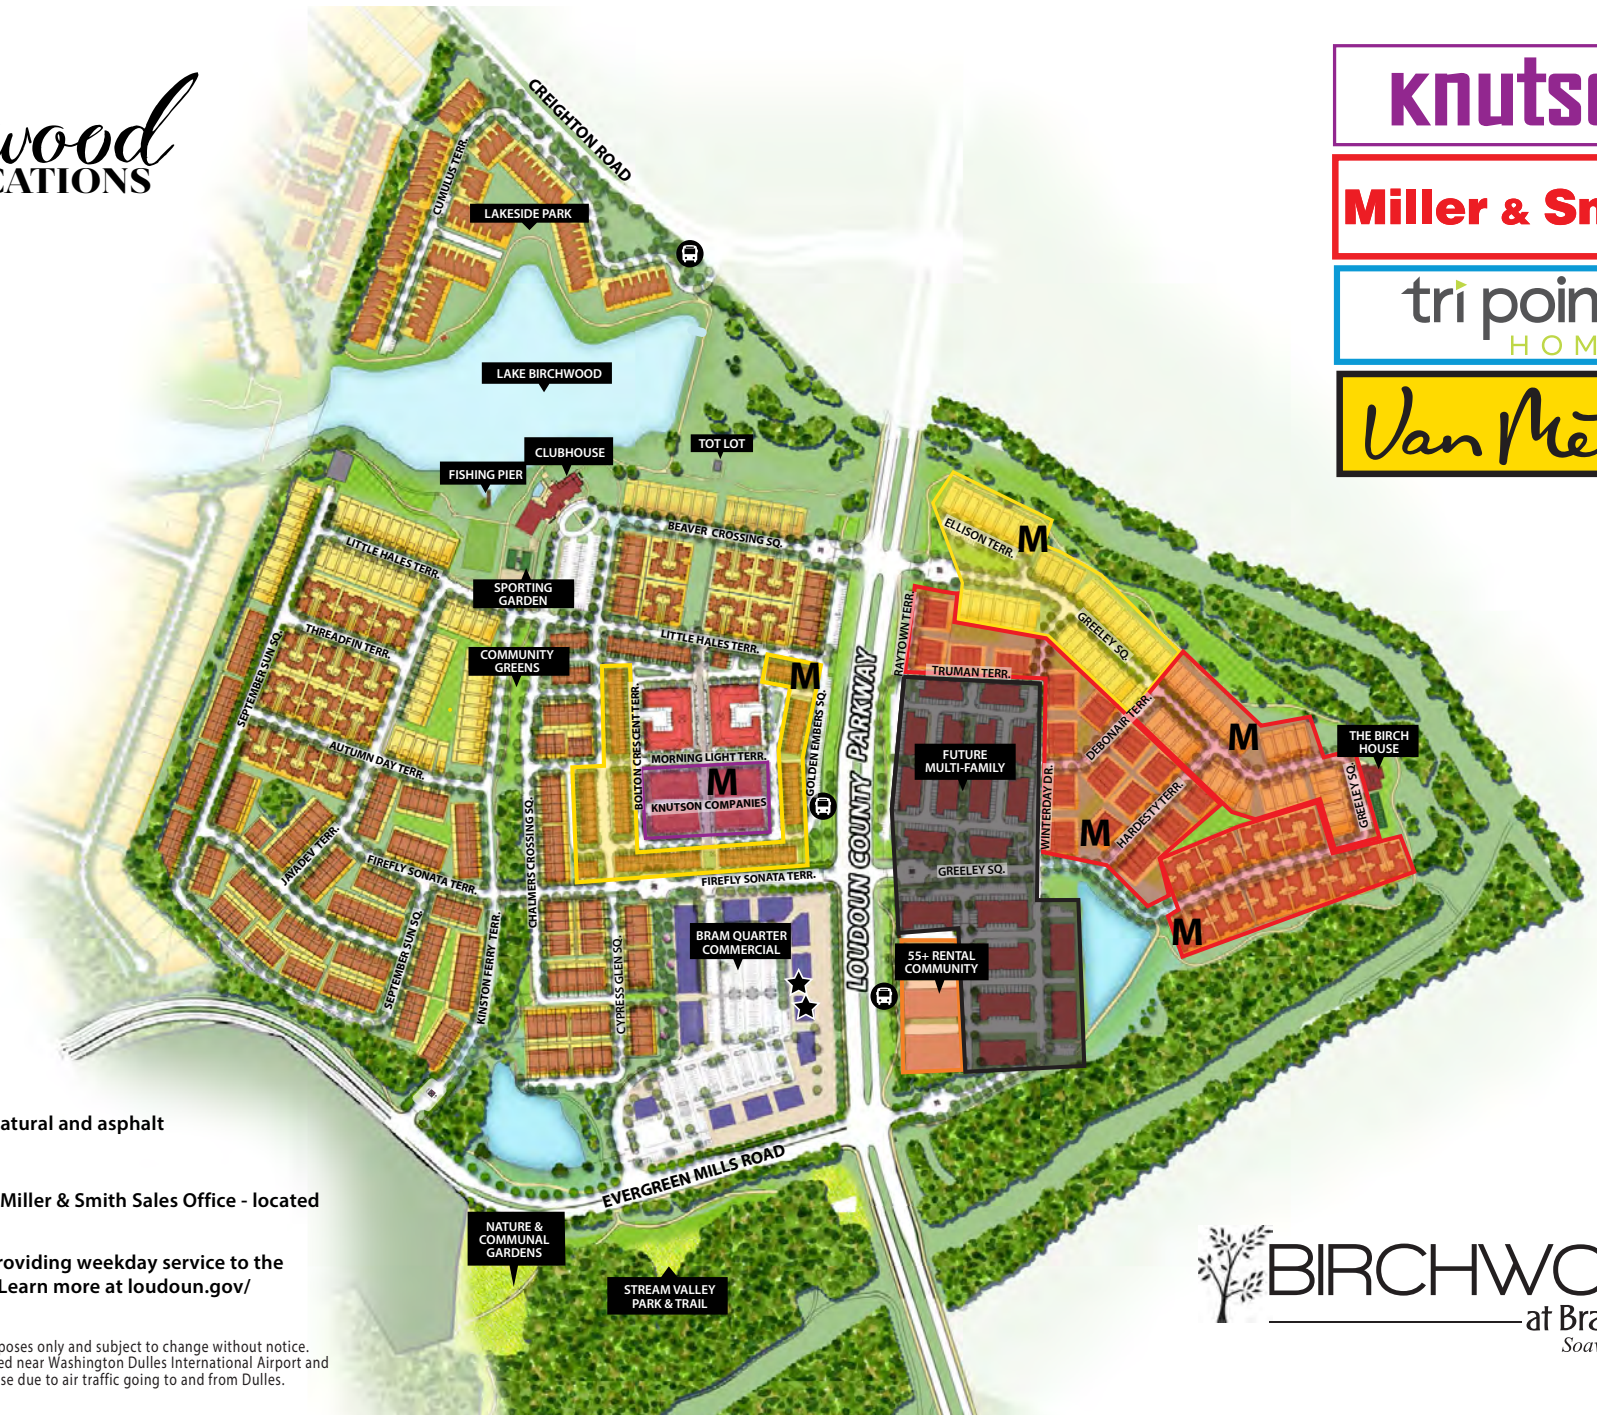 wood
CATIONS
CREIGHTON ROAD
CUMULUS TERR.
LAKESIDE PARK
LAKE BIRCHWOOD
TOT LOT
CLUBHOUSE
FISHING PIER
BEAVER CROSSING SQ.
LITTLE HALES TERR.
SPORTING
GARDEN
THREADFIN TERR.
LITTLE HALES TERR.
COMMUNITY
GREENS
SEPTEMBER SUN SQ.
BOLTON CRESCENT TERR.
M
GOLDEN EMBERS SQ.
MORNING LIGHT TERR.
M
KNUTSON COMPANIES
AUTUMN DAY TERR.
CHALMERS CROSSING SQ.
JAYADEV TERR.
FIREFLY SONATA TERR.
FIREFLY SONATA TERR.
SEPTEMBER SUN SQ.
KINSTON FERRY TERR.
CYPRESS GLEN SQ.
BRAM QUARTER
COMMERCIAL
LOUDOUN COUNTY PARKWAY
EVERGREEN MILLS ROAD
NATURE &
COMMUNAL
GARDENS
STREAM VALLEY
PARK & TRAIL
ELLISON TERR.
M
RAYTOWN TERR.
GREELEY SQ.
TRUMAN TERR.
DEBONAIR TERR.
M
THE BIRCH
HOUSE
FUTURE
MULTI-FAMILY
WINTERDAY DR.
HARDESTY TERR.
M
GREELEY SQ.
GREELEY SQ.
M
55+ RENTAL
COMMUNITY
knutso
Miller & Sm
tri poin
HOM
Van Me
atural and asphalt
Miller & Smith Sales Office - located
roviding weekday service to the
Learn more at loudoun.gov/
poses only and subject to change without notice.
ed near Washington Dulles International Airport and
se due to air traffic going to and from Dulles.
BIRCHWO
at Bra
Soa